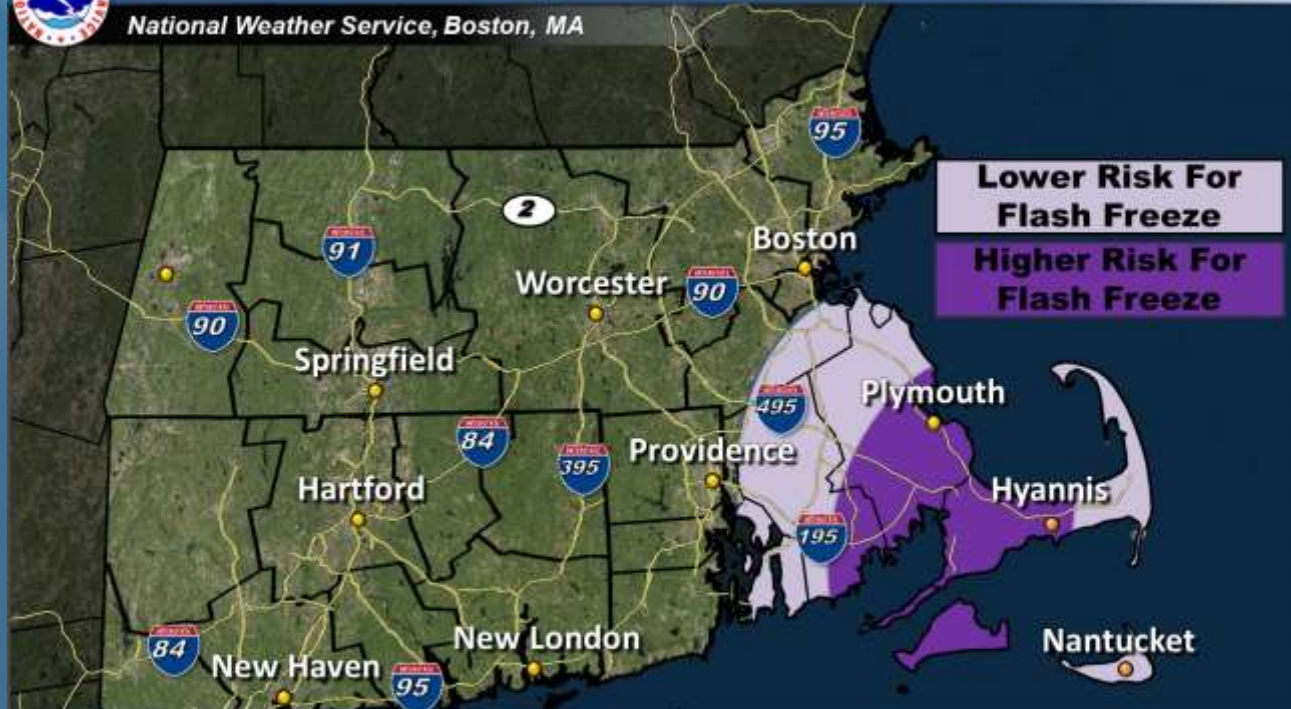 National Weather Service, Boston, MA
95
Lower Risk For
Flash Freeze
Higher Risk For
Flash Freeze
2
91
Boston
Worcester
90
90
Springfield
495
Plymouth
84
395
Providence
Hartford
Hyannis
195
84
New London
Nantucket
New Haven
95